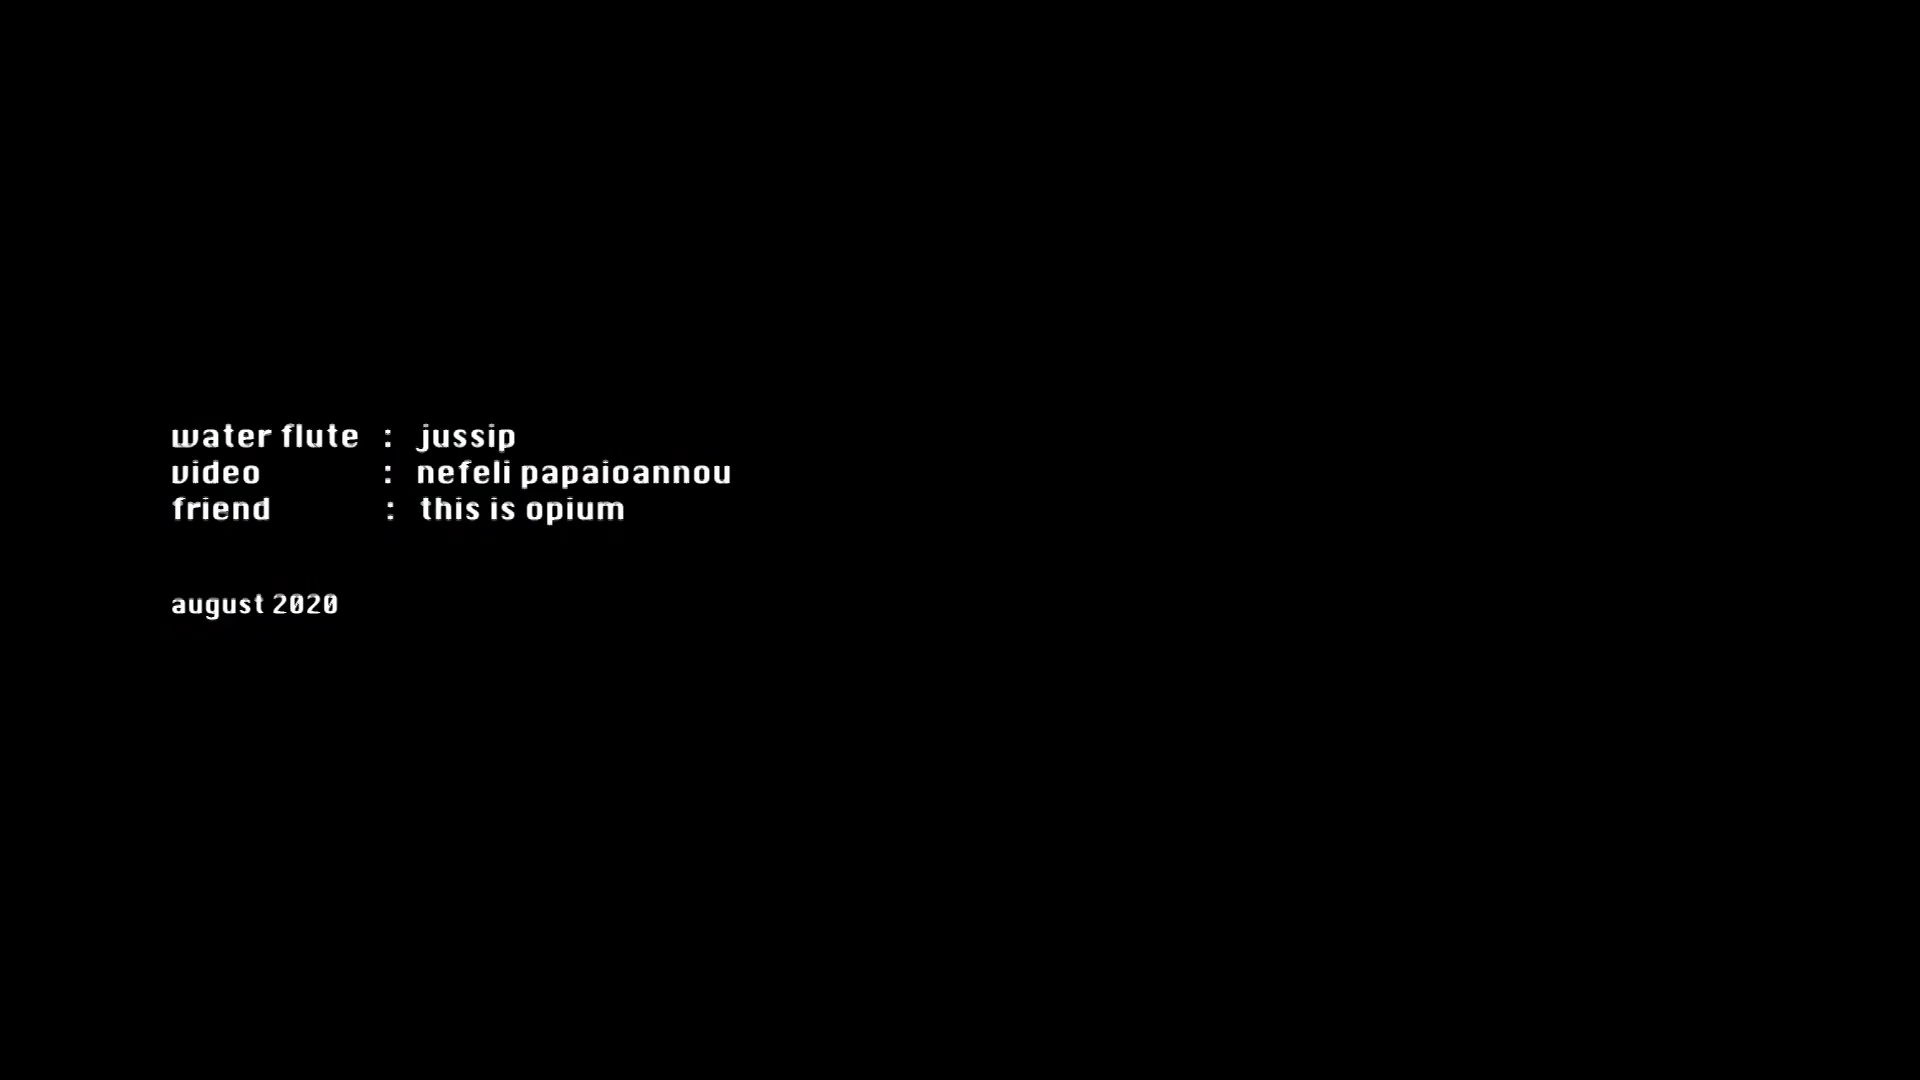 water flute : jussip
video : nefeli papaioannou
friend : this is opium
august 2020